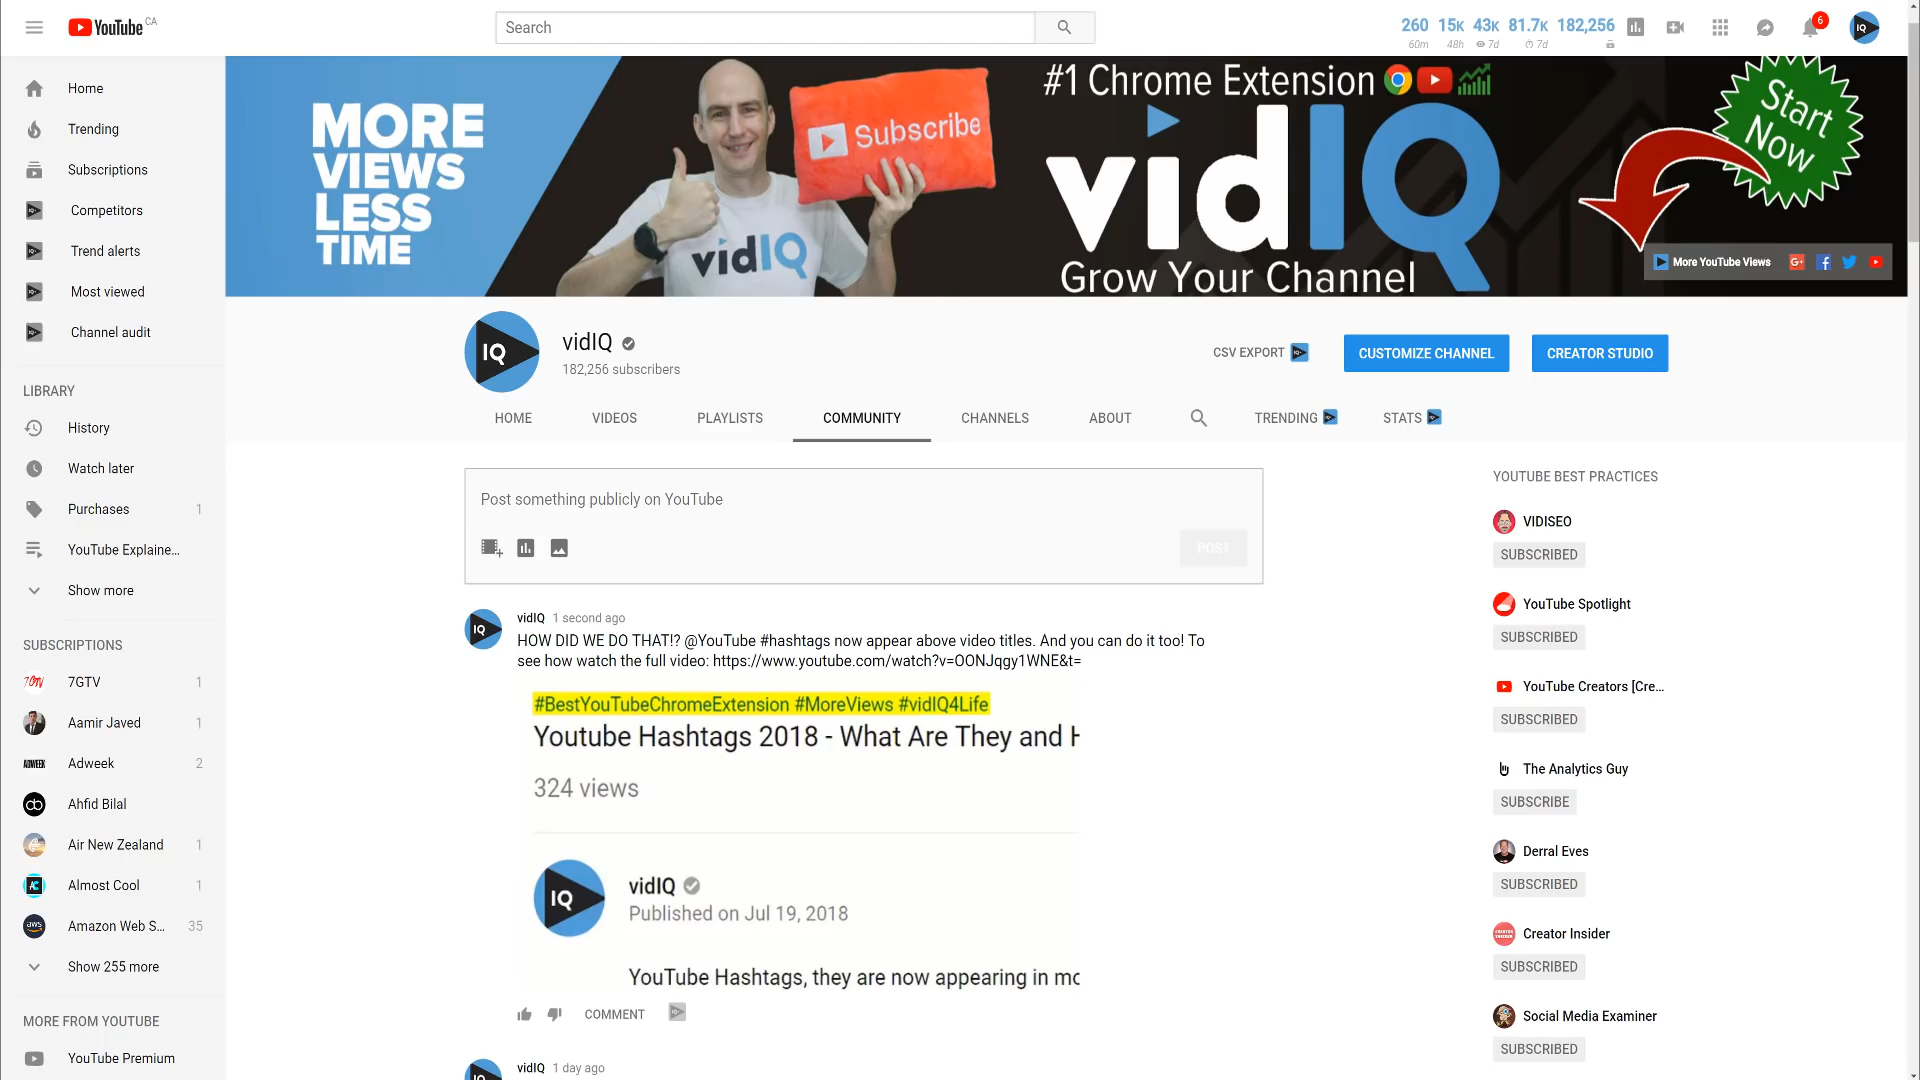 YouTube CA
Search
260 15K 43K 81.7K 182,256
60m 48h 7d 7d
6
IQ
Home
Trending
Subscriptions
Competitors
Trend alerts
Most viewed
Channel audit
LIBRARY
History
Watch later
Purchases 1
YouTube Explaine...
Show more
SUBSCRIPTIONS
7GTV 1
Aamir Javed 1
ADWEEK Adweek 2
Ahfid Bilal
Air New Zealand 1
AC Almost Cool 1
aws Amazon Web S... 35
Show 255 more
MORE FROM YOUTUBE
YouTube Premium
MORE
VIEWS
LESS
TIME
Subscribe
vidIQ
#1 Chrome Extension
vidIQ
Grow Your Channel
Start
Now
More YouTube Views
IQ
vidIQ
182,256 subscribers
CSV EXPORT
CUSTOMIZE CHANNEL
CREATOR STUDIO
HOME VIDEOS PLAYLISTS COMMUNITY CHANNELS ABOUT TRENDING STATS
Post something publicly on YouTube
POST
IQ
vidIQ 1 second ago
HOW DID WE DO THAT!? @YouTube #hashtags now appear above video titles. And you can do it too! To
see how watch the full video: https://www.youtube.com/watch?v=OONJqgy1WNE&t=
#BestYouTubeChromeExtension #MoreViews #vidIQ4Life
Youtube Hashtags 2018 - What Are They and H
324 views
IQ
vidIQ
Published on Jul 19, 2018
YouTube Hashtags, they are now appearing in mo
COMMENT
vidIQ 1 day ago
YOUTUBE BEST PRACTICES
VIDISEO
SUBSCRIBED
YouTube Spotlight
SUBSCRIBED
YouTube Creators [Cre...
SUBSCRIBED
The Analytics Guy
SUBSCRIBE
Derral Eves
SUBSCRIBED
Creator Insider
SUBSCRIBED
Social Media Examiner
SUBSCRIBED